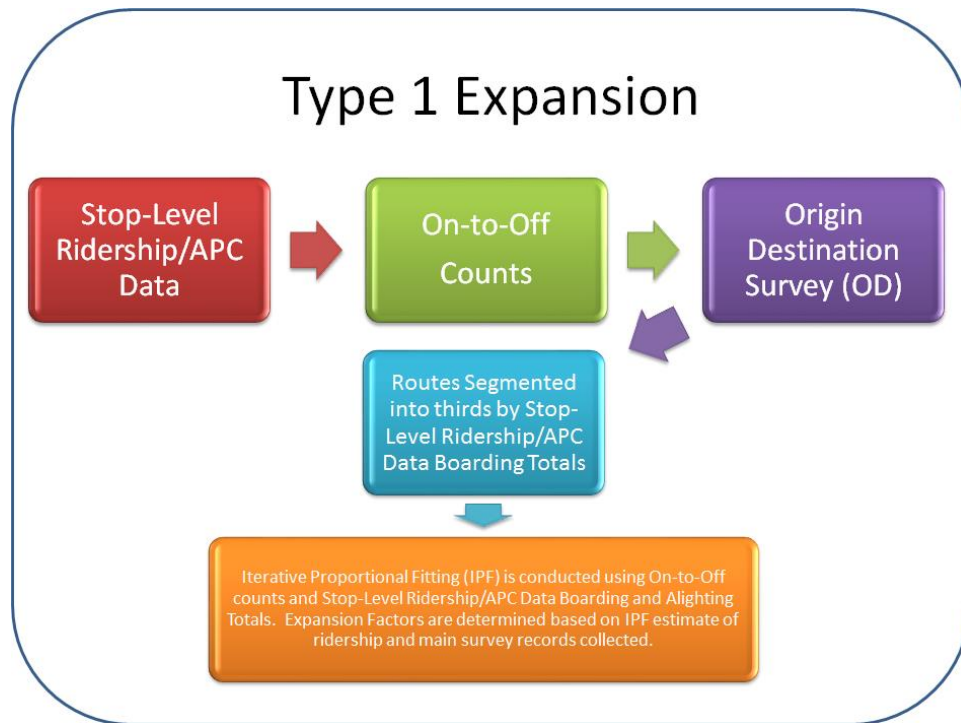 Type 1 Expansion
Stop-Level
Ridership/APC
Data
On-to-Off
Counts
Origin
Destination
Survey (OD)
Routes Segmented
into thirds by Stop-
Level Ridership/APC
Data Boarding Totals
Iterative Proportional Fitting (IPF) is conducted using On-to-Off
counts and Stop-Level Ridership/APC Data Boarding and Alighting
Totals.  Expansion Factors are determined based on IPF estimate of
ridership and main survey records collected.